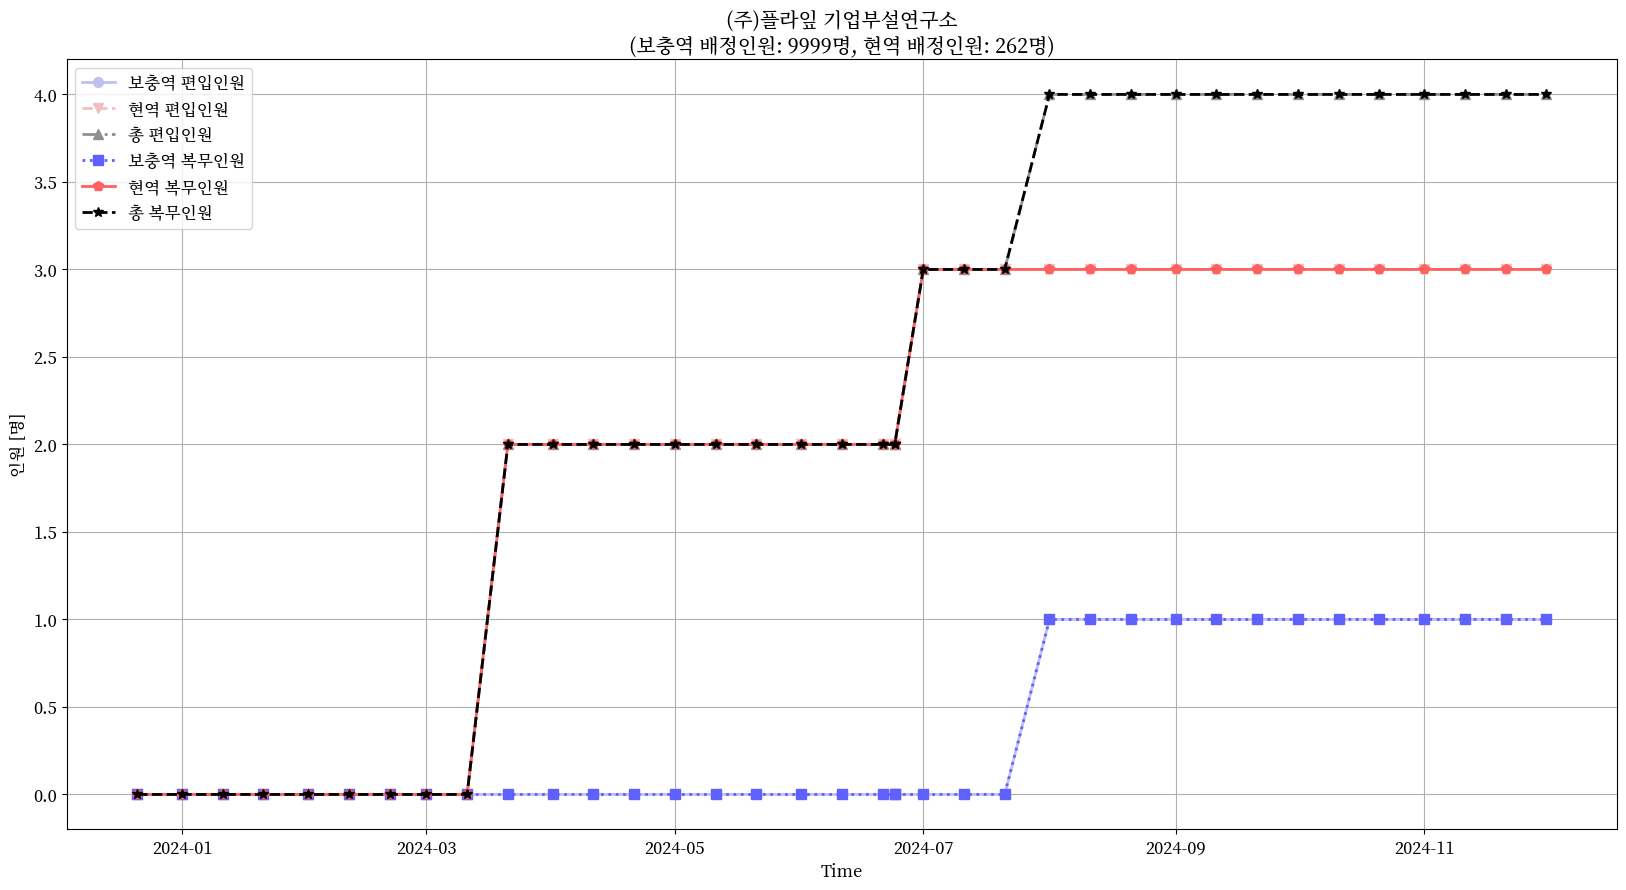 (주)플라잎 기업부설연구소
(보충역 배정인원: 9999명, 현역 배정인원: 262명)
보충역 편입인원
현역 편입인원
총 편입인원
보충역 복무인원
현역 복무인원
총 복무인원
4.0
3.5
3.0
2.5
2.0
1.5
1.0
0.5
0.0
인원 [명]
2024-01 2024-03 2024-05 2024-07 2024-09 2024-11
Time